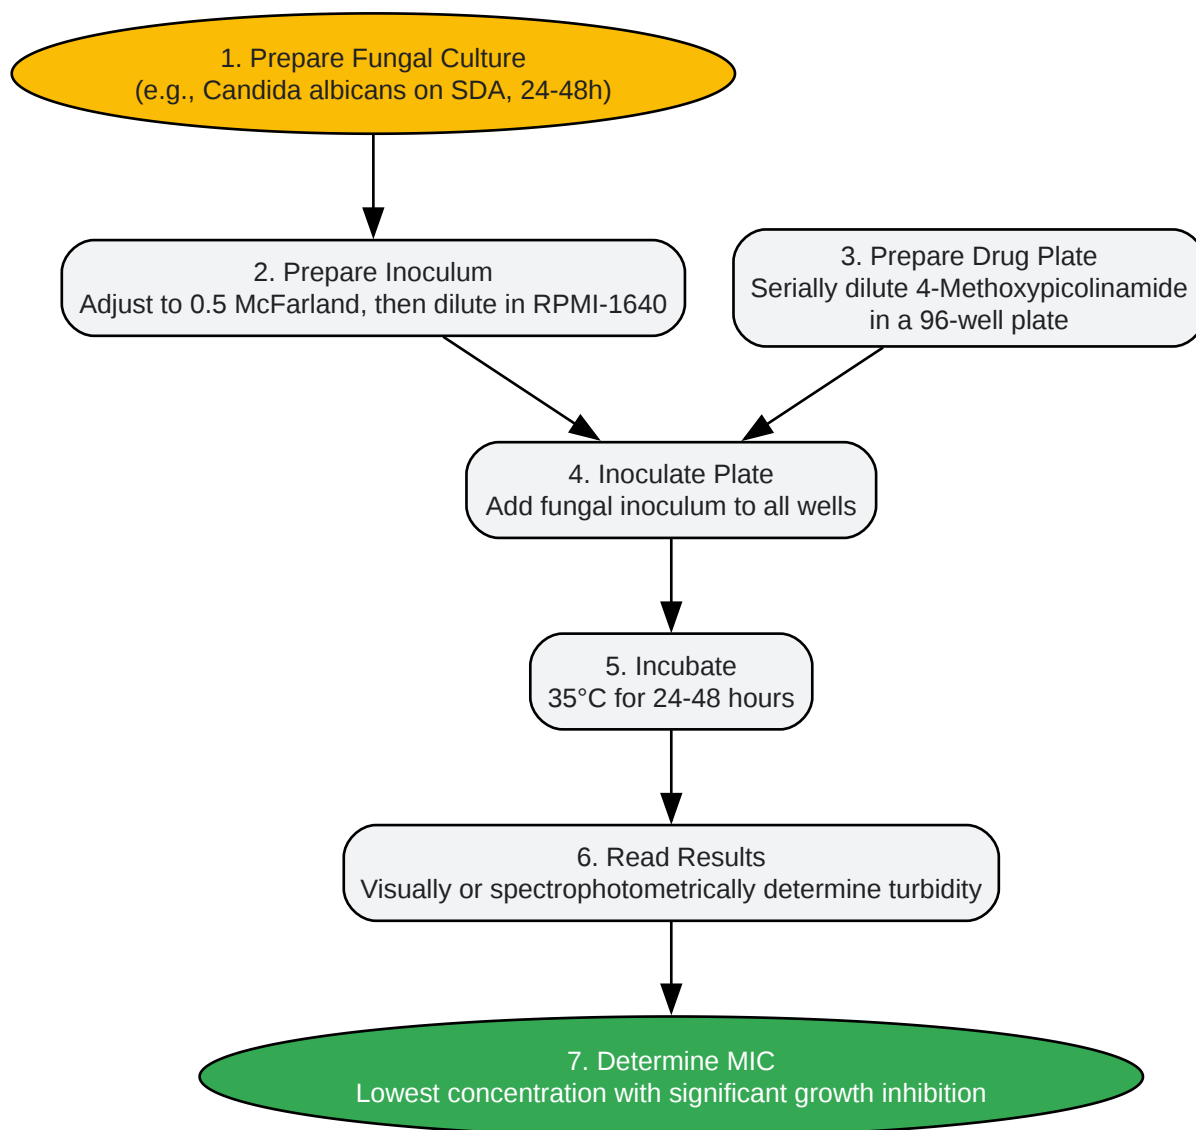 1. Prepare Fungal Culture
(e.g., Candida albicans on SDA, 24-48h)
2. Prepare Inoculum
Adjust to 0.5 McFarland, then dilute in RPMI-1640
3. Prepare Drug Plate
Serially dilute 4-Methoxypicolinamide
in a 96-well plate
4. Inoculate Plate
Add fungal inoculum to all wells
5. Incubate
35°C for 24-48 hours
6. Read Results
Visually or spectrophotometrically determine turbidity
7. Determine MIC
Lowest concentration with significant growth inhibition